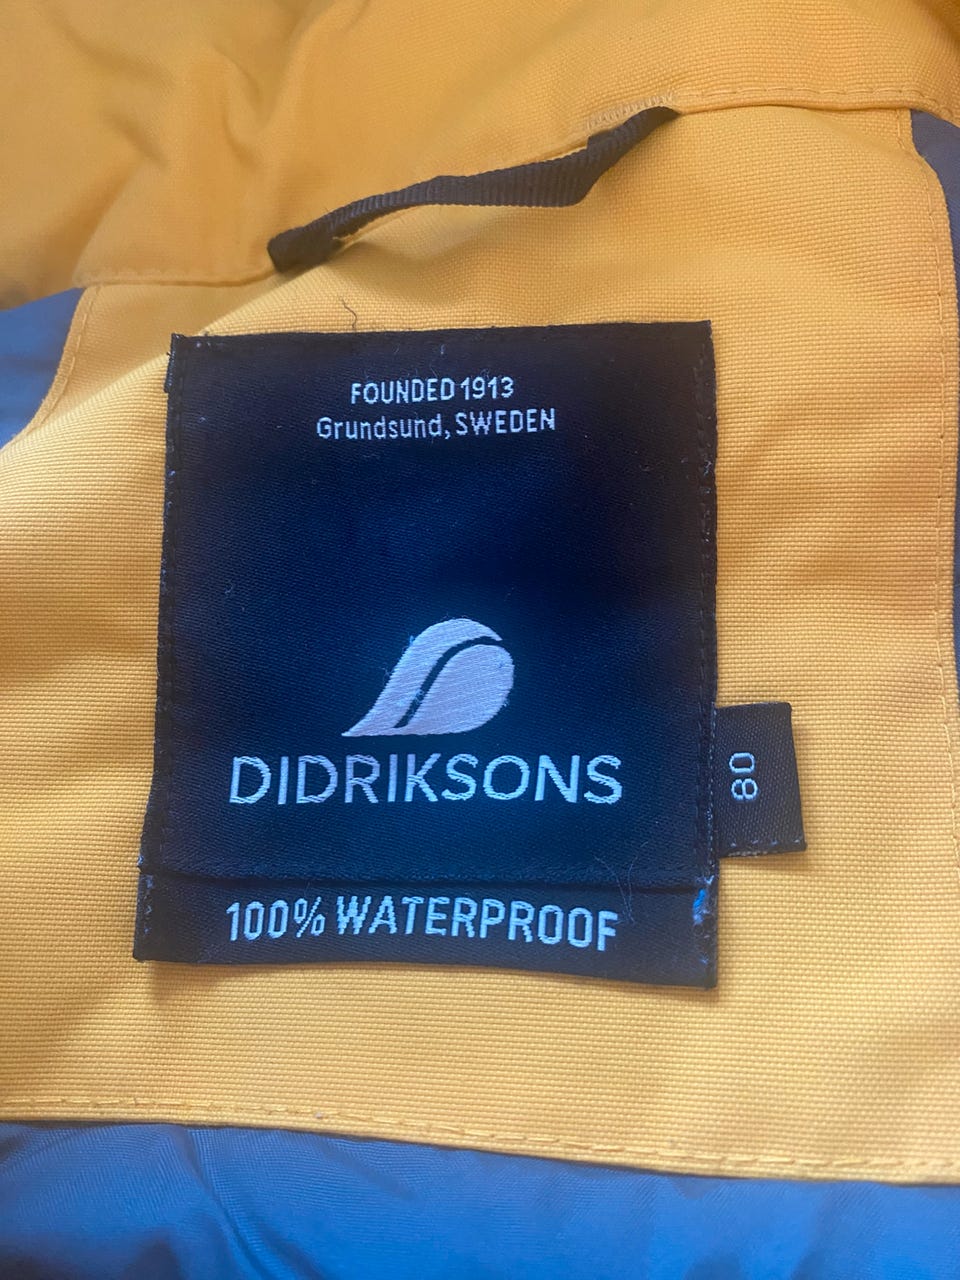 FOUNDED 1913
Grundsund, SWEDEN
DIDRIKSONS
80
100% WATERPROOF